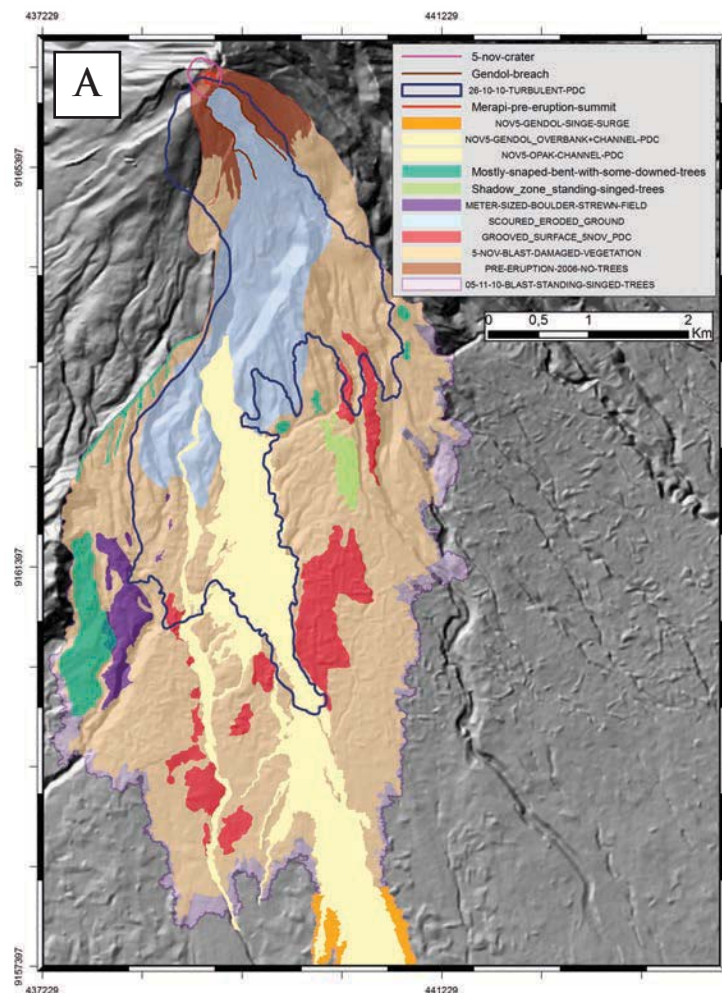 437229
441229
A
5-nov-crater
Gendol-breach
26-10-10-TURBULENT-PDC
Merapi-pre-eruption-summit
NOV5-GENDOL-SINGE-SURGE
NOV5-GENDOL_OVERBANK+CHANNEL-PDC
NOV5-OPAK-CHANNEL-PDC
Mostly-snaped-bent-with-some-downed-trees
Shadow_zone_standing-singed-trees
METER-SIZED-BOULDER-STREWN-FIELD
SCOURED_ERODED_GROUND
GROOVED_SURFACE_5NOV_PDC
5-NOV-BLAST-DAMAGED-VEGETATION
PRE-ERUPTION-2006-NO-TREES
05-11-10-BLAST-STANDING-SINGED-TREES
0 0,5 1 2
Km
9165397
9161397
9157397
437229
441229